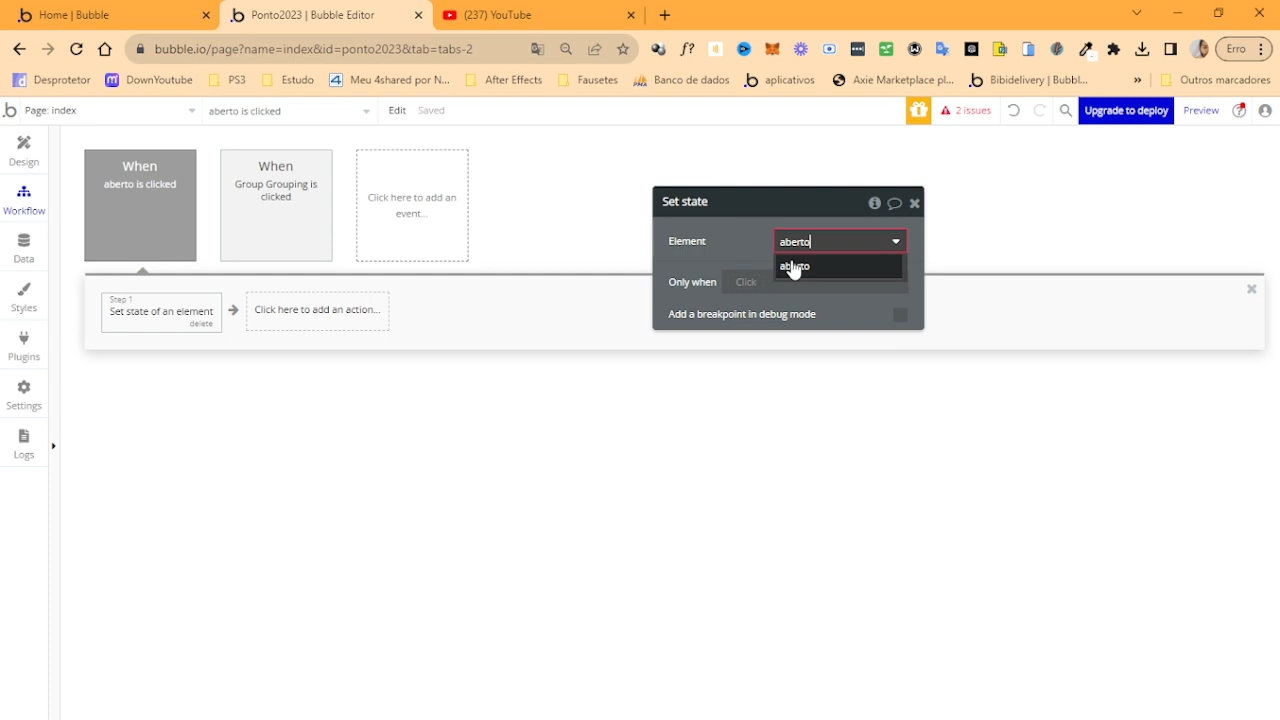 Home | Bubble
Ponto2023 | Bubble Editor
(237) YouTube
bubble.io/page?name=index&id=ponto2023&tab=tabs-2
f?
Erro
Desprotetor
DownYoutube
PS3
Estudo
Meu 4shared por N...
After Effects
Fausetes
Banco de dados
aplicativos
Axie Marketplace pl...
Bibidelivery | Bubbl...
»
Outros marcadores
Page: index
aberto is clicked
Edit
Saved
2 issues
Upgrade to deploy
Preview
Design
Workflow
Data
Styles
Plugins
Settings
Logs
When
aberto is clicked
When
Group Grouping is
clicked
Click here to add an
event...
Step 1
Set state of an element
delete
Click here to add an action...
Set state
Element
aberto
aberto
Only when
Click
Add a breakpoint in debug mode